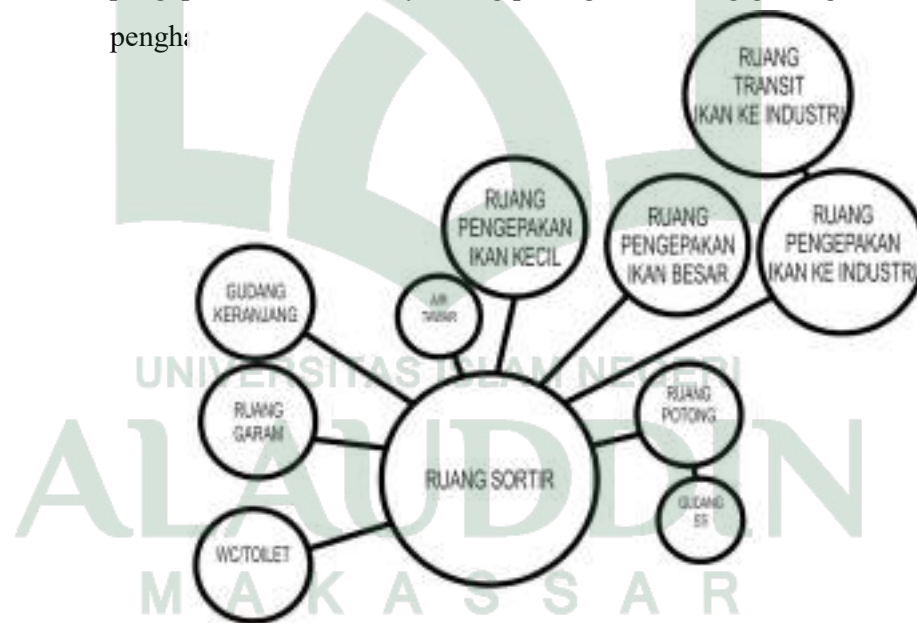 pengha
RUANG
TRANSIT
IKAN KE INDUSTRI
RUANG
PENGEPAKAN
IKAN KECIL
RUANG
PENGEPAKAN
IKAN BESAR
RUANG
PENGEPAKAN
IKAN KE INDUSTRI
GUDANG
KERANJANG
AIR
TAWAR
UNIVERSITAS ISLAM NEGERI
RUANG
GARAM
RUANG
POTONG
ALAUDDIN
RUANG SORTIR
GUDANG
ES
WC/TOILET
MAKASSAR